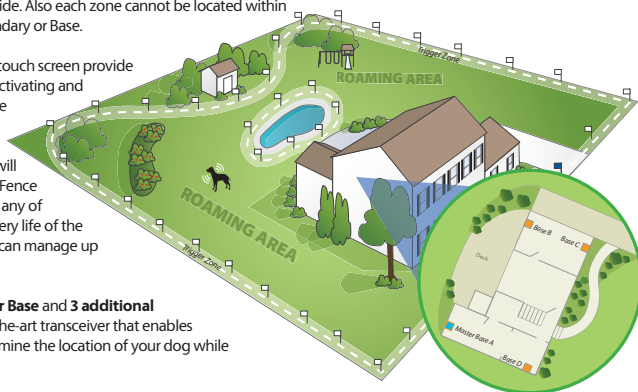 ide. Also each zone cannot be located within
ndary or Base.
touch screen provide
ctivating and
e
will
Fence
any of
ery life of the
can manage up
r Base and 3 additional
he-art transceiver that enables
mine the location of your dog while
Trigger Zone
ROAMING AREA
ROAMING AREA
Trigger Zone
Base B
Base C
Deck
Master Base A
Base D